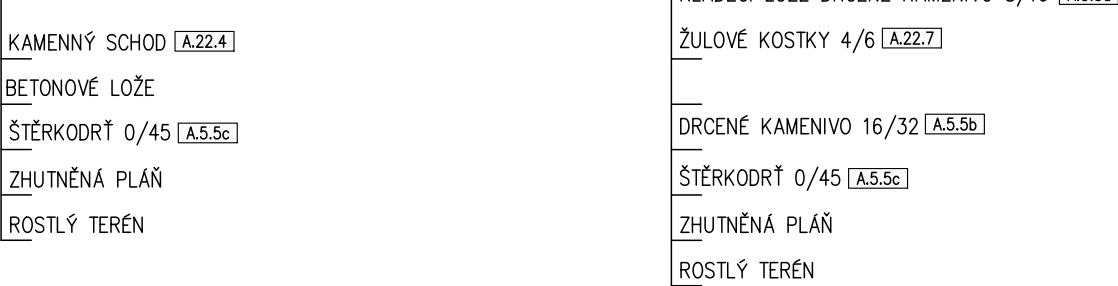 KAMENNÝ SCHOD A.22.4
BETONOVÉ LOŽE
ŠTĚRKODRŤ 0/45 A.5.5c
ZHUTNĚNÁ PLÁŇ
ROSTLÝ TERÉN
ŽULOVÉ KOSTKY 4/6 A.22.7
DRCENÉ KAMENIVO 16/32 A.5.5b
ŠTĚRKODRŤ 0/45 A.5.5c
ZHUTNĚNÁ PLÁŇ
ROSTLÝ TERÉN